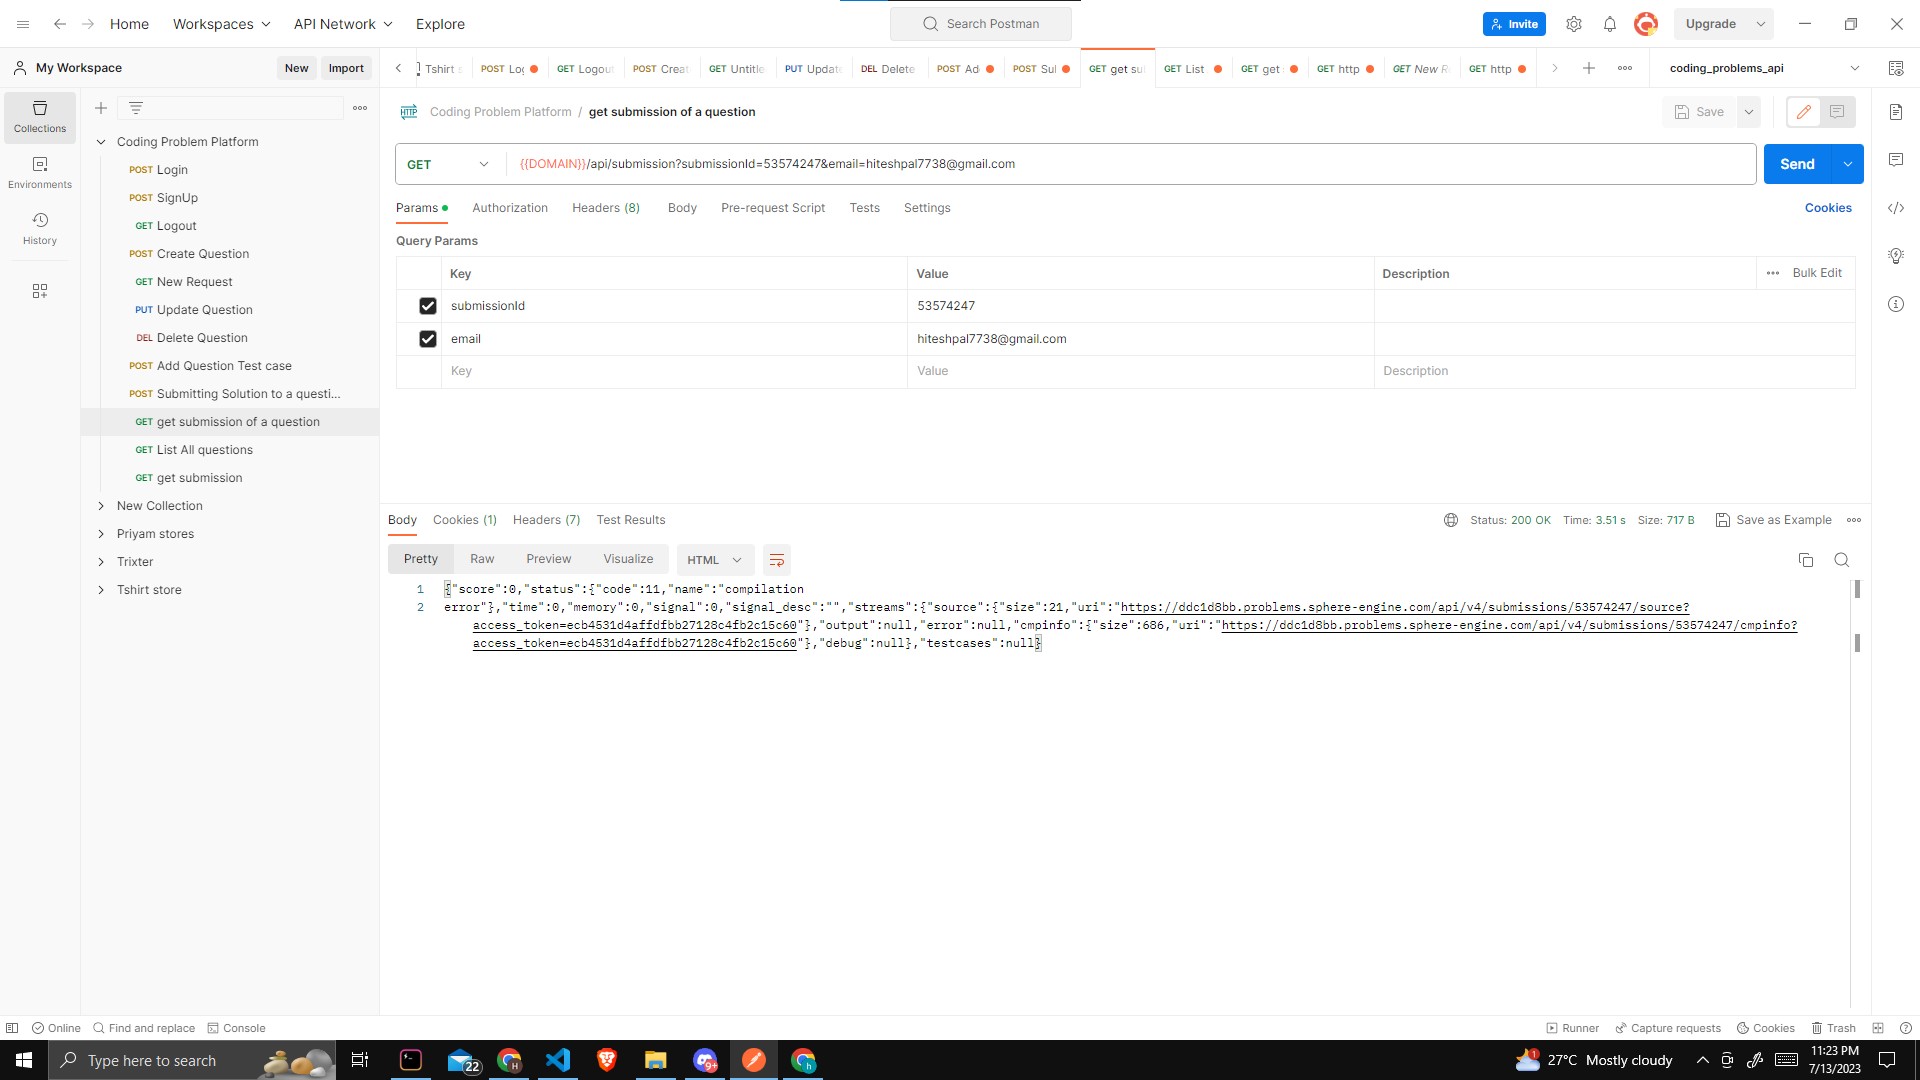 Home Workspaces API Network Explore Search Postman Invite Upgrade
My Workspace New Import
Tshirt POST GET Logout POST GET PUT Update DEL Delete POST POST GET get GET List GET get GET http GET New GET http coding_problems_api
Collections
Environments
History
Coding Problem Platform
POST Login
POST SignUp
GET Logout
POST Create Question
GET New Request
PUT Update Question
DEL Delete Question
POST Add Question Test case
POST Submitting Solution to a questi...
GET get submission of a question
GET List All questions
GET get submission
New Collection
Priyam stores
Trixter
Tshirt store
HTTP Coding Problem Platform / get submission of a question Save
GET {{DOMAIN}}/api/submission?submissionId=53574247&email=hiteshpal7738@gmail.com Send
Params Authorization Headers (8) Body Pre-request Script Tests Settings Cookies
Query Params
Key Value Description Bulk Edit
submissionId 53574247
email hiteshpal7738@gmail.com
Key Value Description
Body Cookies (1) Headers (7) Test Results Status: 200 OK Time: 3.51 s Size: 717 B Save as Example
Pretty Raw Preview Visualize HTML
1 {"score":0,"status":{"code":11,"name":"compilation
2 error"},"time":0,"memory":0,"signal":0,"signal_desc":"","streams":{"source":{"size":21,"uri":"https://ddc1d8bb.problems.sphere-engine.com/api/v4/submissions/53574247/source?
access_token=ecb4531d4affdfbb27128c4fb2c15c60"},"output":null,"error":null,"cmpinfo":{"size":686,"uri":"https://ddc1d8bb.problems.sphere-engine.com/api/v4/submissions/53574247/cmpinfo?
access_token=ecb4531d4affdfbb27128c4fb2c15c60"},"debug":null},"testcases":null}
Online Find and replace Console Runner Capture requests Cookies Trash
Type here to search 22 H 9+ h 1 27°C Mostly cloudy 11:23 PM
7/13/2023